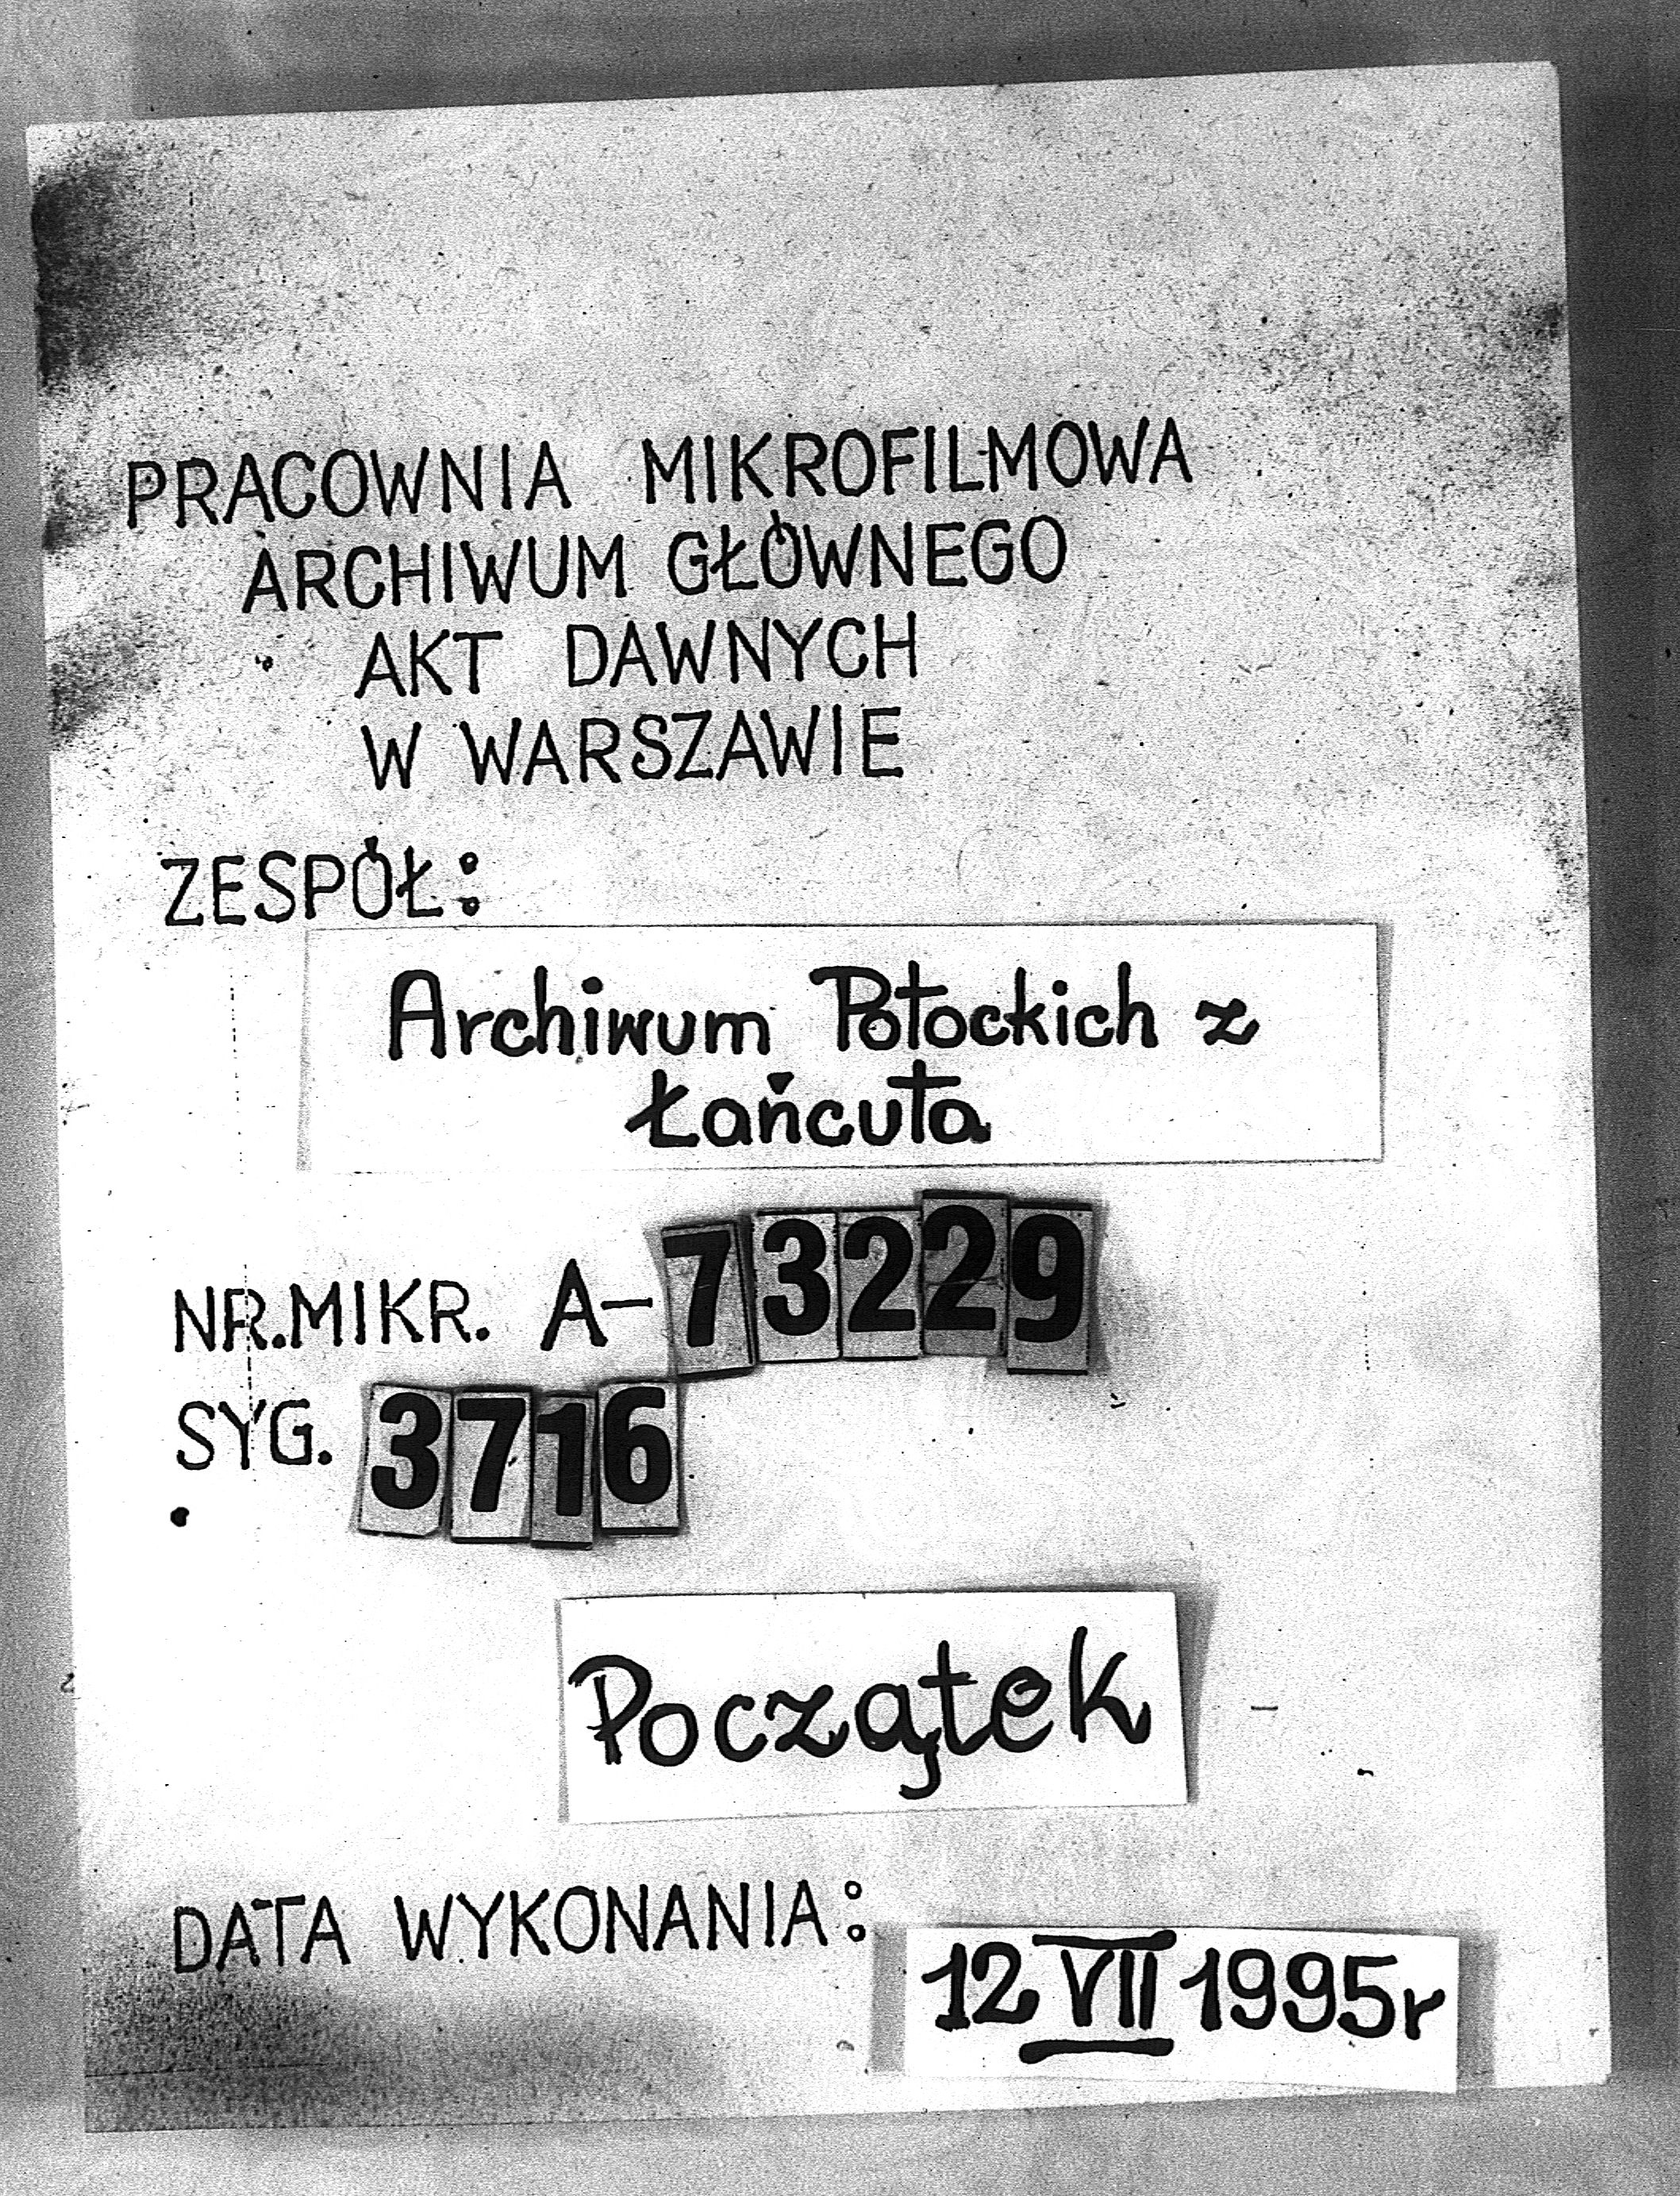 PRACOWNIA MIKROFILMOWA
ARCHIWUM GŁÓWNEGO
AKT DAWNYCH
W WARSZAWIE
ZESPÓŁ:
Archiwum Potockich z
Łańcuta
NR.MIKR. A-73229
SYG. 3716
Początek
DATA WYKONANIA:
12 VII 1995r